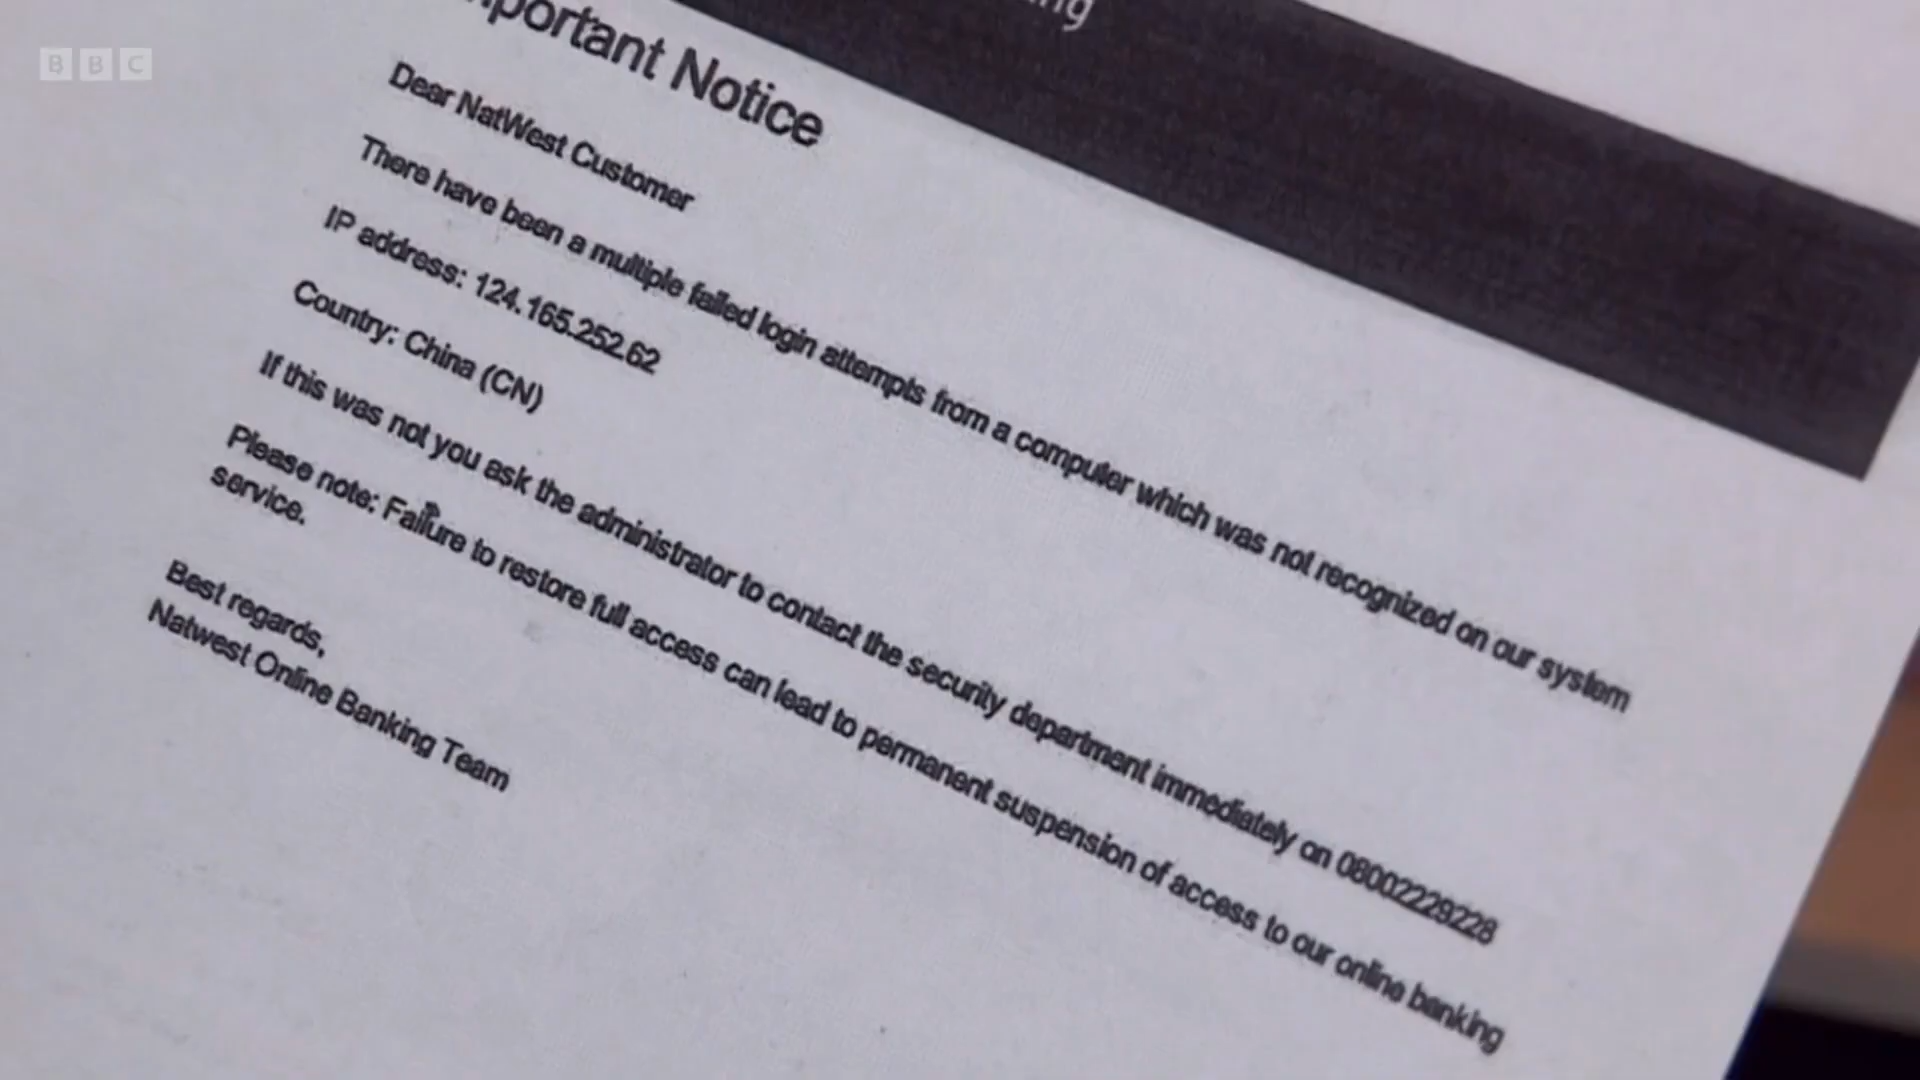 BBC
Important Notice
Dear NatWest Customer
There have been a multiple failed login attempts from a computer which was not recognized on our system
IP address: 124.165.252.62
Country: China (CN)
If this was not you ask the administrator to contact the security department immediately on 08002229228
Please note: Failure to restore full access can lead to permanent suspension of access to our online banking
service.
Best regards,
Natwest Online Banking Team